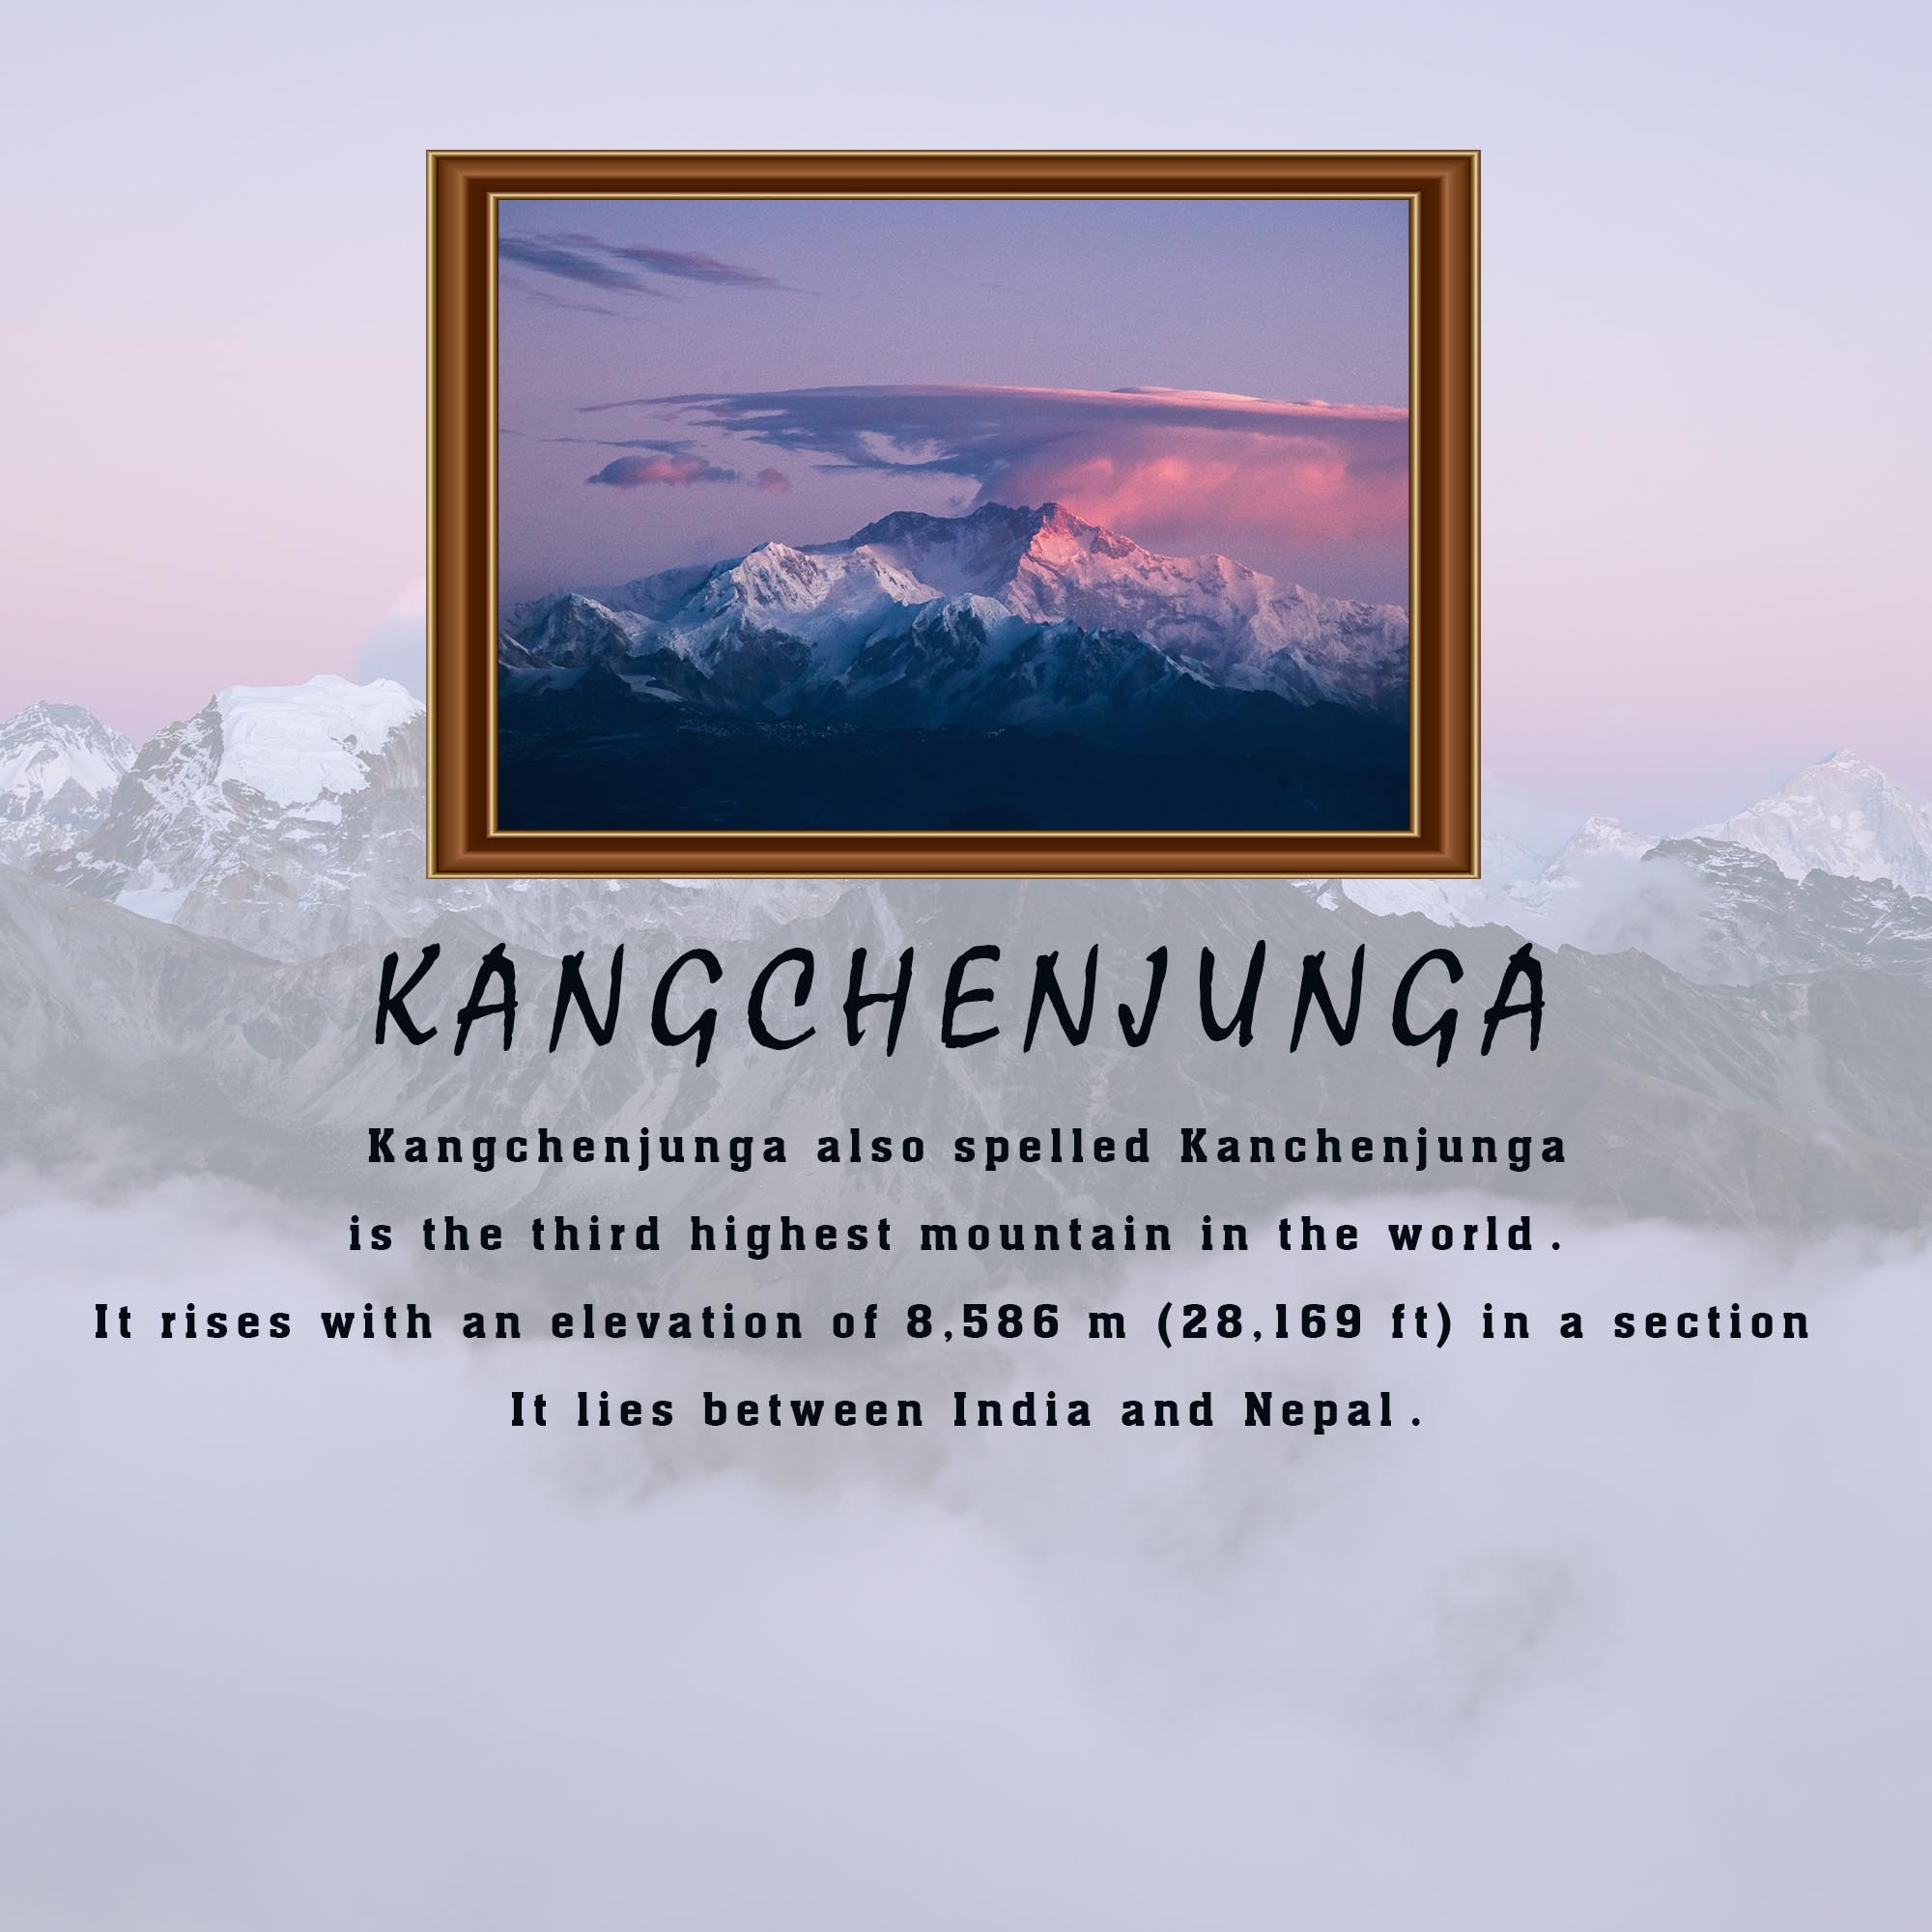 KANGCHENJUNGA
Kangchenjunga also spelled Kanchenjunga
is the third highest mountain in the world .
It rises with an elevation of 8,586 m (28,169 ft) in a section
It lies between India and Nepal .